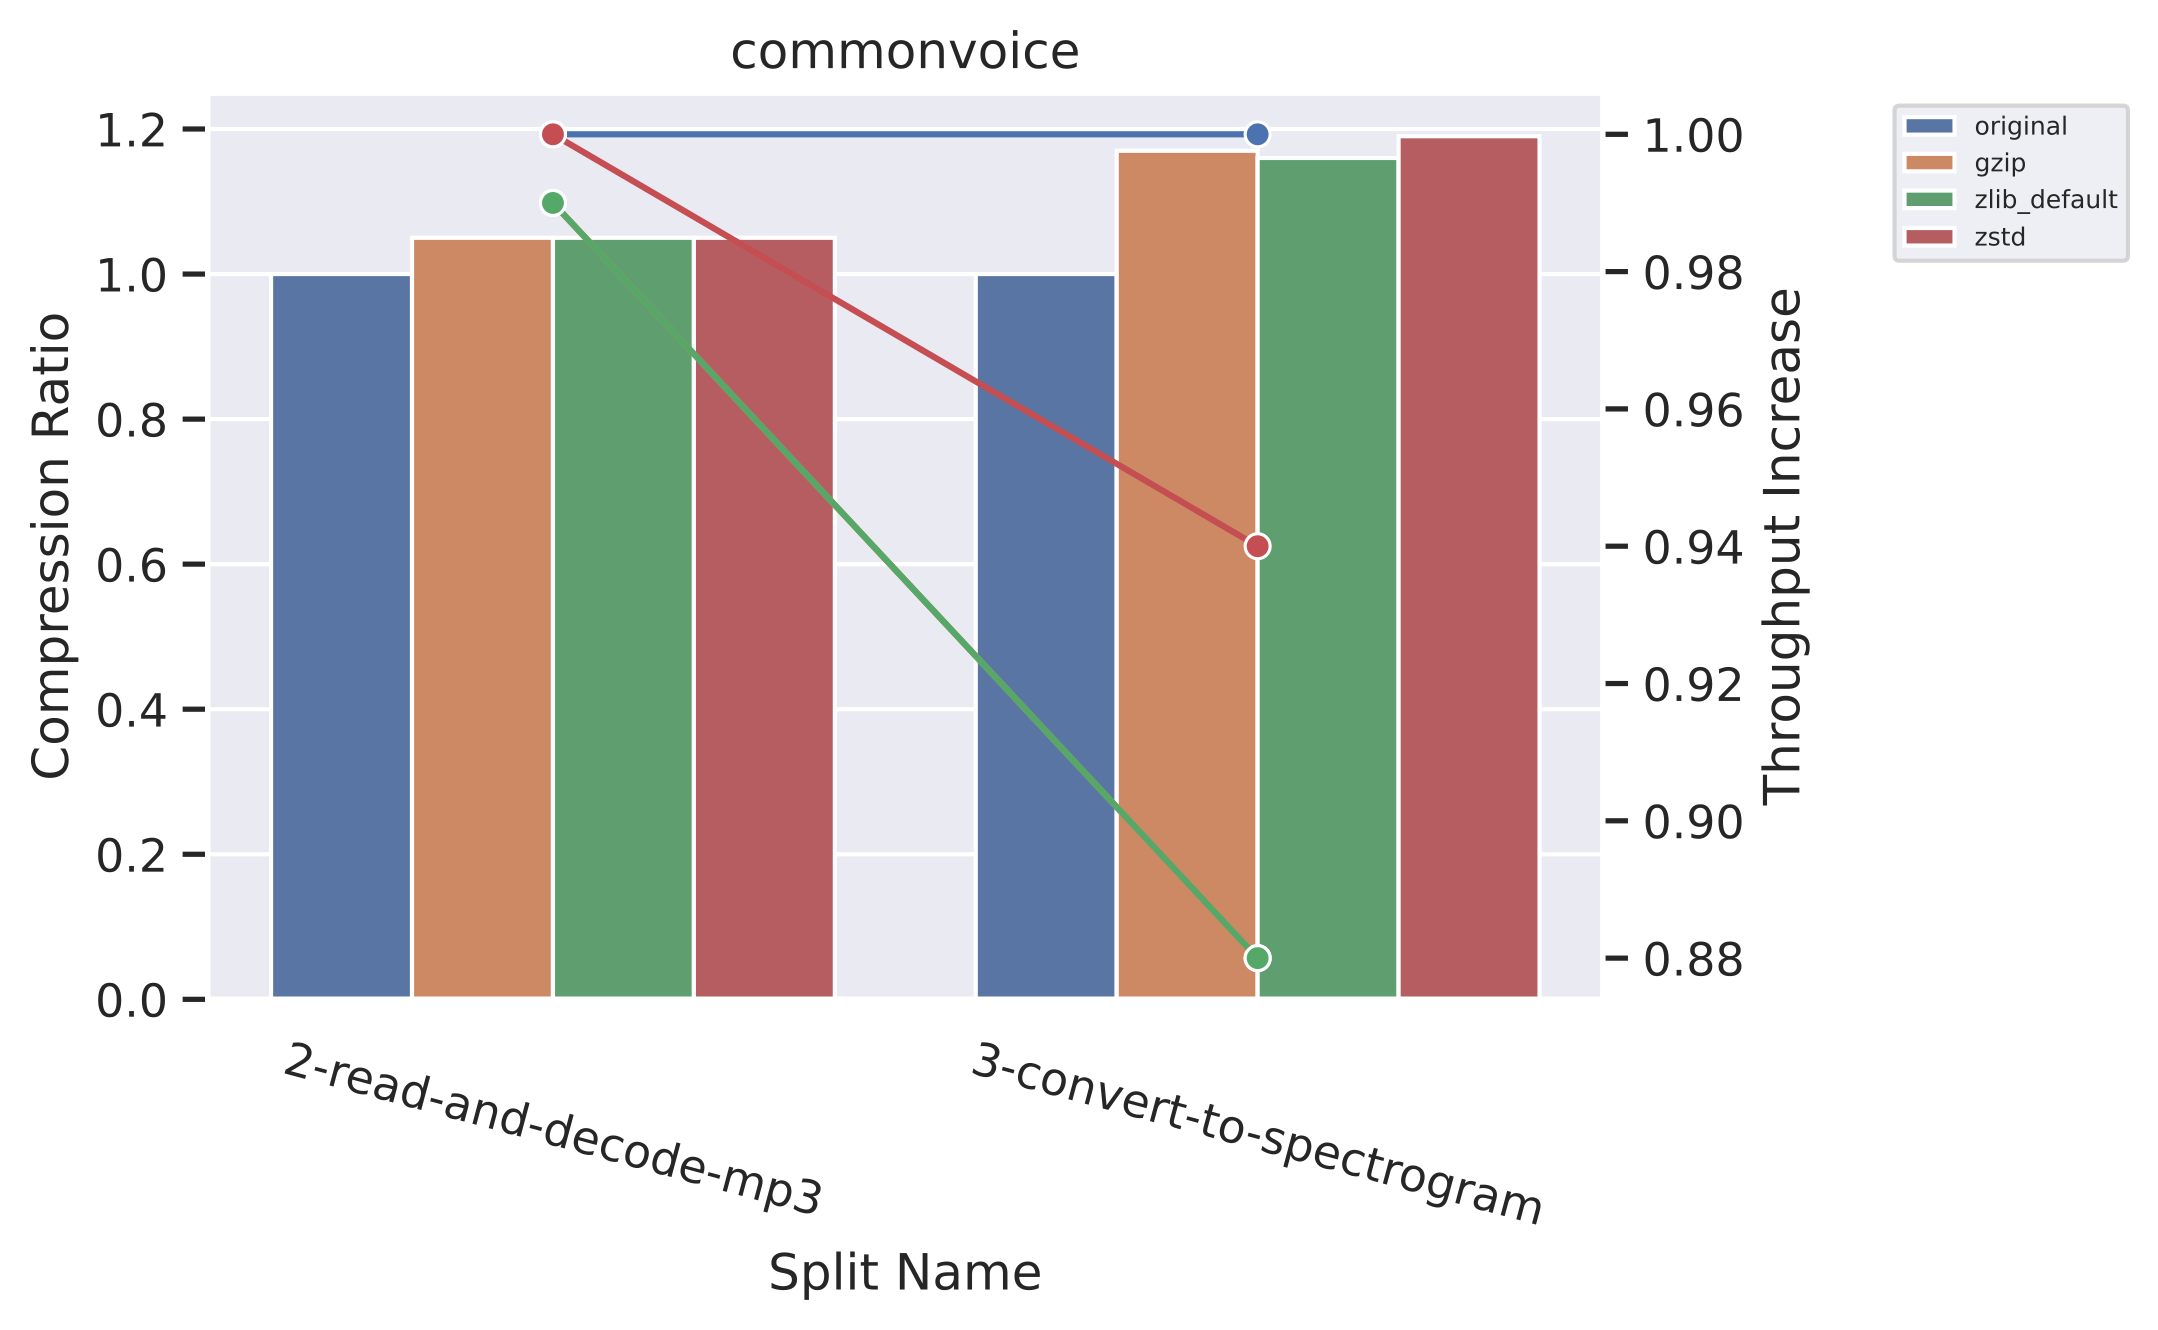 commonvoice
1.2
1.0
0.8
0.6
0.4
0.2
0.0
Compression Ratio
1.00
0.98
0.96
0.94
0.92
0.90
0.88
Throughput Increase
original
gzip
zlib_default
zstd
2-read-and-decode-mp3
3-convert-to-spectrogram
Split Name